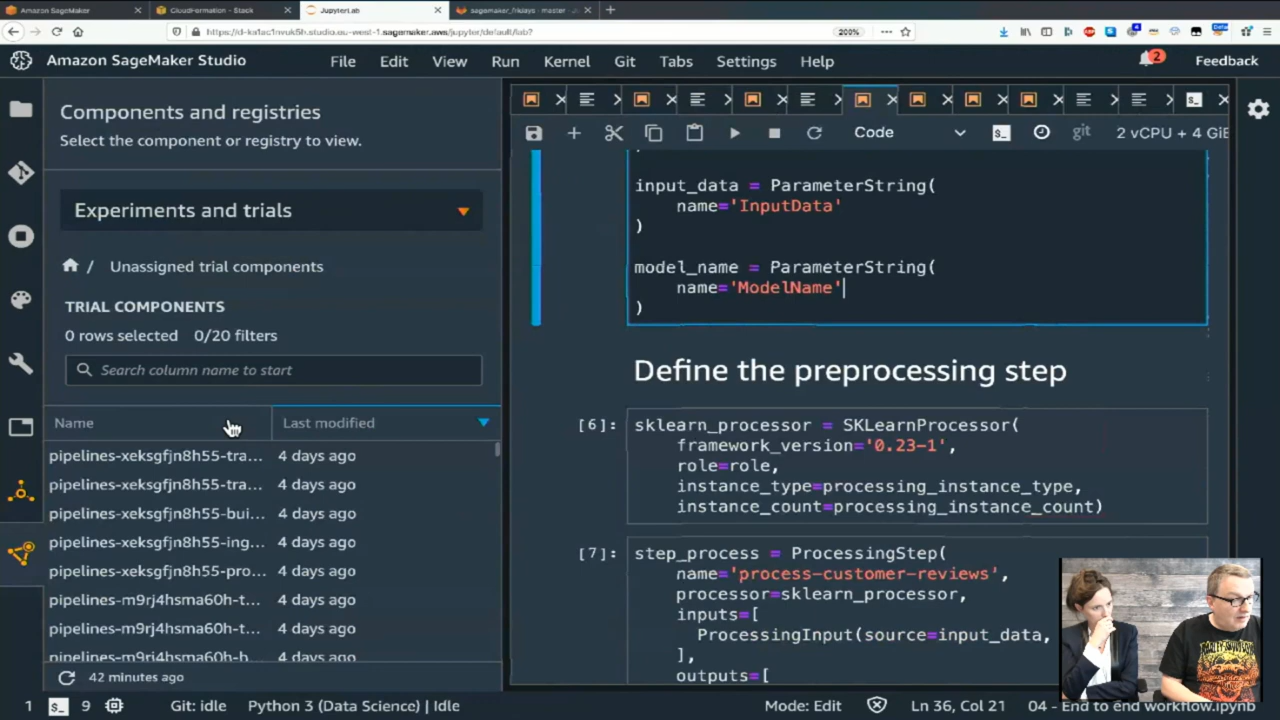 Amazon SageMaker
CloudFormation - Stack
JupyterLab
200%
Amazon SageMaker Studio
File Edit View Run Kernel Git Tabs Settings Help
2
Feedback
Components and registries
Select the component or registry to view.
Experiments and trials
/ Unassigned trial components
TRIAL COMPONENTS
0 rows selected 0/20 filters
Search column name to start
Name Last modified
pipelines-xeksgfjn8h55-tra... 4 days ago
pipelines-xeksgfjn8h55-tra... 4 days ago
pipelines-xeksgfjn8h55-bui... 4 days ago
pipelines-xeksgfjn8h55-ing... 4 days ago
pipelines-xeksgfjn8h55-pro... 4 days ago
pipelines-m9rj4hsma60h-t... 4 days ago
pipelines-m9rj4hsma60h-t... 4 days ago
pipelines-m9rj4hsma60h-b... 4 days ago
42 minutes ago
Code
git
2 vCPU + 4 GiB
)
input_data = ParameterString(
name='InputData'
)
model_name = ParameterString(
name='ModelName'
)
Define the preprocessing step
[6]:
sklearn_processor = SKLearnProcessor(
framework_version='0.23-1',
role=role,
instance_type=processing_instance_type,
instance_count=processing_instance_count)
[7]:
step_process = ProcessingStep(
name='process-customer-reviews',
processor=sklearn_processor,
inputs=[
ProcessingInput(source=input_data,
],
outputs=[
1 9 Git: idle Python 3 (Data Science) | Idle Mode: Edit Ln 36, Col 21 04 - End to end workflow.ipynb